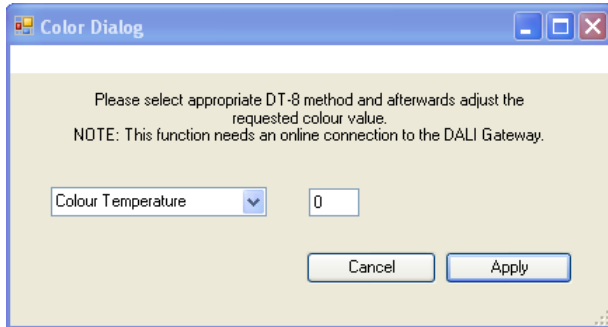 Color Dialog
Please select appropriate DT-8 method and afterwards adjust the
requested colour value.
NOTE: This function needs an online connection to the DALI Gateway.
Colour Temperature 0
Cancel Apply